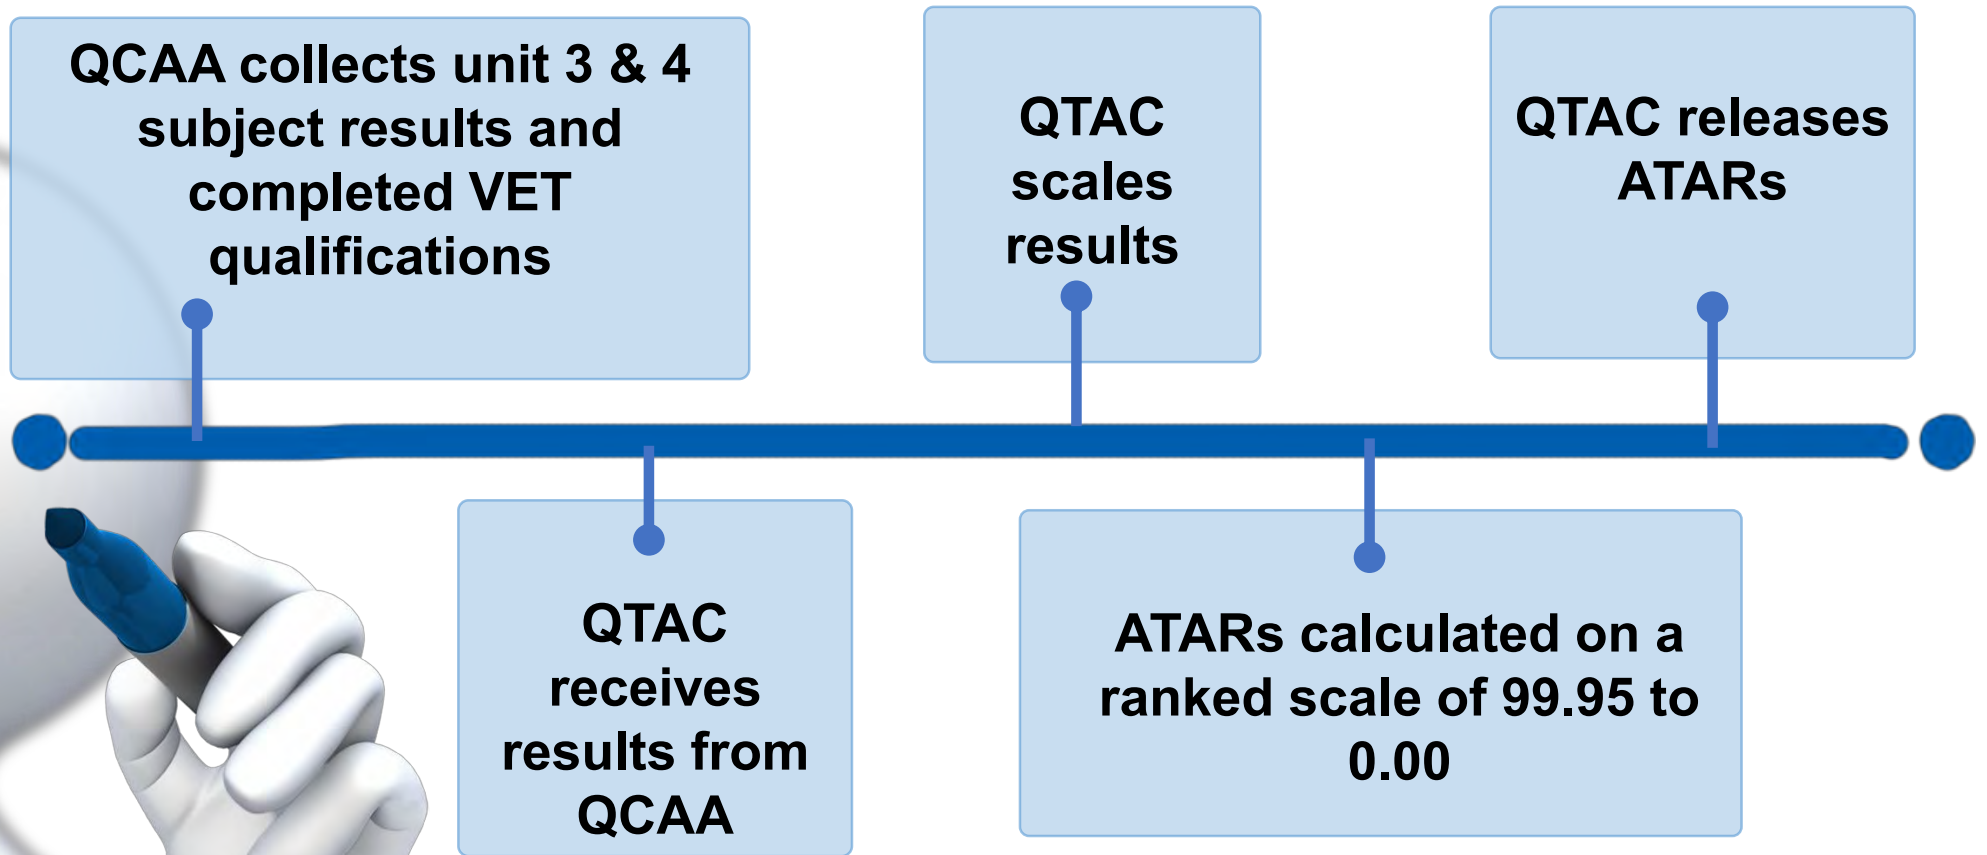 QCAA collects unit 3 & 4
subject results and
completed VET
qualifications
QTAC
receives
results from
QCAA
QTAC
scales
results
ATARs calculated on a
ranked scale of 99.95 to
0.00
QTAC releases
ATARs